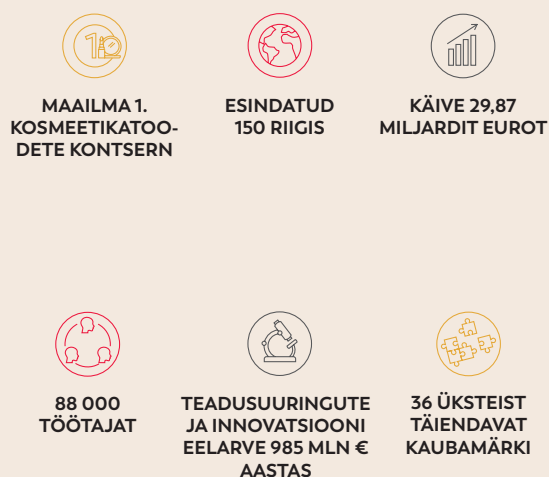 MAAILMA 1.
KOSMEETIKATOO-
DETE KONTSERN
ESINDATUD
150 RIIGIS
KÄIVE 29,87
MILJARDIT EUROT
88 000
TÖÖTAJAT
TEADUSUURINGUTE
JA INNOVATSIOONI
EELARVE 985 MLN €
AASTAS
36 ÜKSTEIST
TÄIENDAVAT
KAUBAMÄRKI